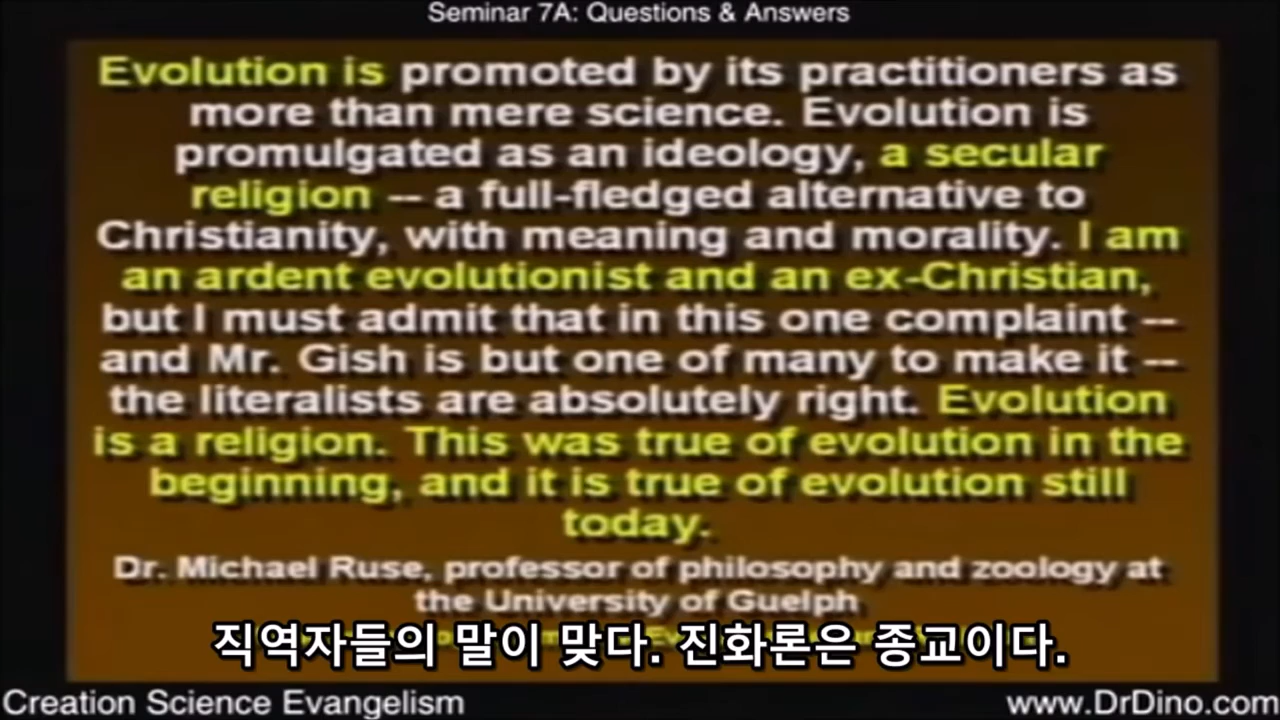 Seminar 7A: Questions & Answers
Evolution is promoted by its practitioners as
more than mere science. Evolution is
promulgated as an ideology, a secular
religion -- a full-fledged alternative to
Christianity, with meaning and morality. I am
an ardent evolutionist and an ex-Christian,
but I must admit that in this one complaint --
and Mr. Gish is but one of many to make it --
the literalists are absolutely right. Evolution
is a religion. This was true of evolution in the
beginning, and it is true of evolution still
today.
Dr. Michael Ruse, professor of philosophy and zoology at
the University of Guelph
직역자들의 말이 맞다. 진화론은 종교이다.
Creation Science Evangelism
www.DrDino.com